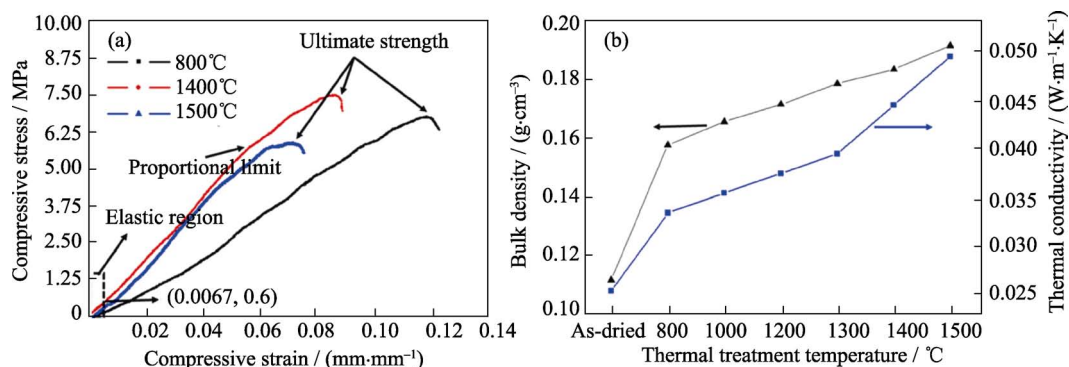 (a)
10.00
8.75
7.50
6.25
5.00
3.75
2.50
1.25
0
Compressive stress / MPa
800℃
1400℃
1500℃
Ultimate strength
Proportional limit
Elastic region
(0.0067, 0.6)
0.02 0.04 0.06 0.08 0.10 0.12 0.14
Compressive strain / (mm·mm⁻¹)
(b)
0.20
0.18
0.16
0.14
0.12
0.10
Bulk density / (g·cm⁻³)
0.050
0.045
0.040
0.035
0.030
0.025
Thermal conductivity / (W·m⁻¹·K⁻¹)
As-dried 800 1000 1200 1300 1400 1500
Thermal treatment temperature / ℃